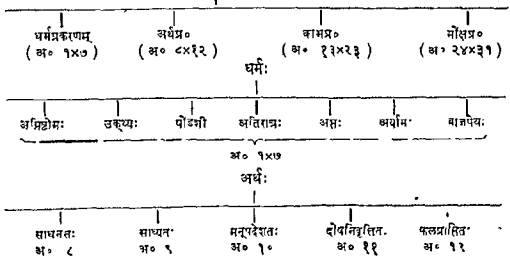 धर्मप्रकरणम् अर्थप्र० कामप्र० मोक्षप्र०
( अ० १×७ ) ( अ० ८×१२ ) ( अ० १३×२३ ) ( अ० २४×३१ )
धर्मः
अग्निष्टोमः उक्थ्यः षोडशी अतिरात्रः अप्तः अर्याम॰ वाजपेयः
अ० १×७
अर्थः
साधनतः साध्यत॰ मनूपदेशतः दोषनिवृत्तित॰ फलप्राप्तित॰
अ० ८ अ० ९ अ० १० अ० ११ अ० १२